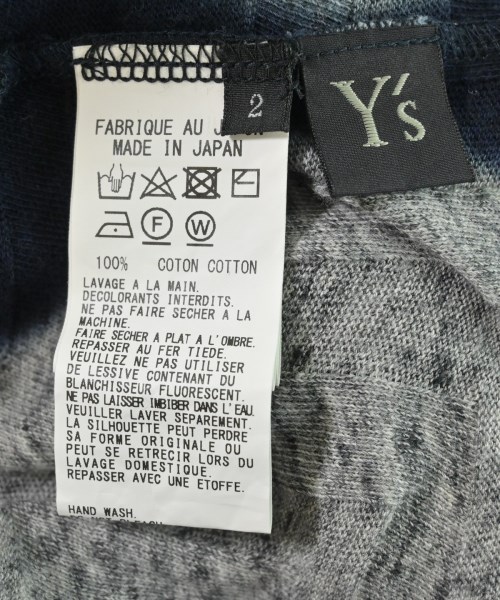 2
Y's
FABRIQUE AU
MADE IN JAPAN
F
W
100% COTON COTTON
LAVAGE A LA MAIN.
DECOLORANTS INTERDITS.
NE PAS FAIRE SECHER A LA
MACHINE.
FAIRE SECHER A PLAT A L'OMBRE.
REPASSER AU FER TIEDE.
VEUILLEZ NE PAS UTILISER
DE LESSIVE CONTENANT DU
BLANCHISSEUR FLUORESCENT.
NE PAS LAISSER IMBIBER DANS L'EAU.
VEUILLER LAVER SEPAREMENT.
LA SILHOUETTE PEUT PERDRE
SA FORME ORIGINALE OU
PEUT SE RETRECIR LORS DU
LAVAGE DOMESTIQUE.
REPASSER AVEC UNE ETOFFE.
HAND WASH.